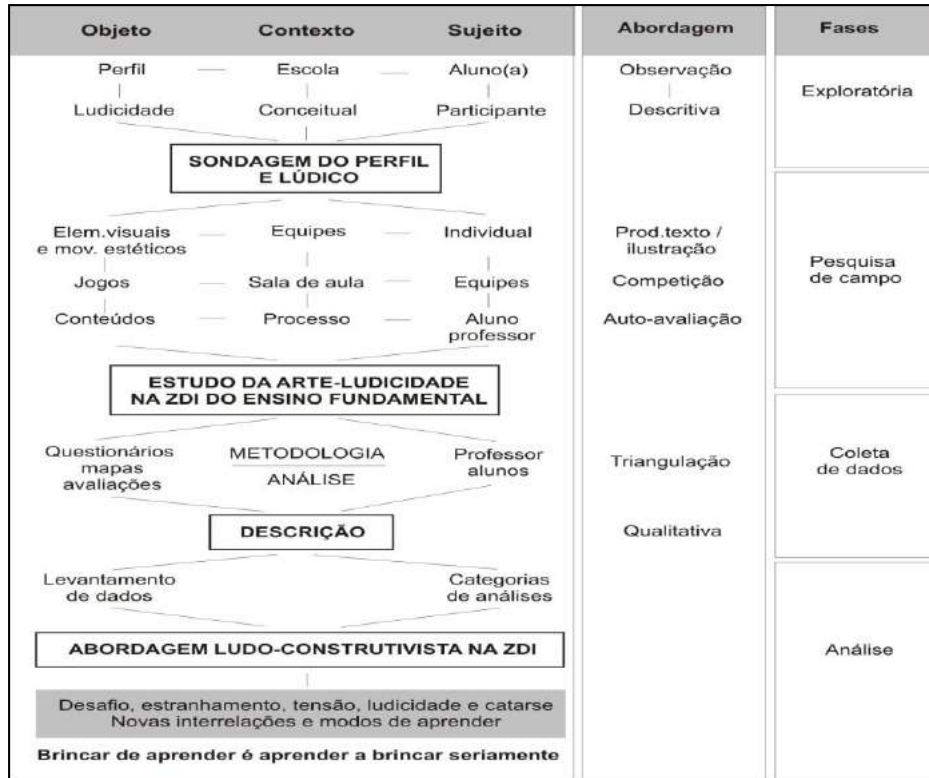 Objeto Contexto Sujeito Abordagem Fases
Perfil Escola Aluno(a) Observação
Exploratória
Ludicidade Conceitual Participante Descritiva
SONDAGEM DO PERFIL
E LÚDICO
Elem.visuais
e mov. estéticos
Equipes
Individual
Prod.texto /
ilustração
Pesquisa
de campo
Jogos Sala de aula Equipes Competição
Conteúdos Processo
Aluno
professor
Auto-avaliação
ESTUDO DA ARTE-LUDICIDADE
NA ZDI DO ENSINO FUNDAMENTAL
Questionários
mapas
avaliações
METODOLOGIA
ANÁLISE
Professor
alunos
Triangulação
Coleta
de dados
DESCRIÇÃO
Qualitativa
Levantamento
de dados
Categorias
de análises
ABORDAGEM LUDO-CONSTRUTIVISTA NA ZDI
Análise
Desafio, estranhamento, tensão, ludicidade e catarse
Novas interrelações e modos de aprender
Brincar de aprender é aprender a brincar seriamente